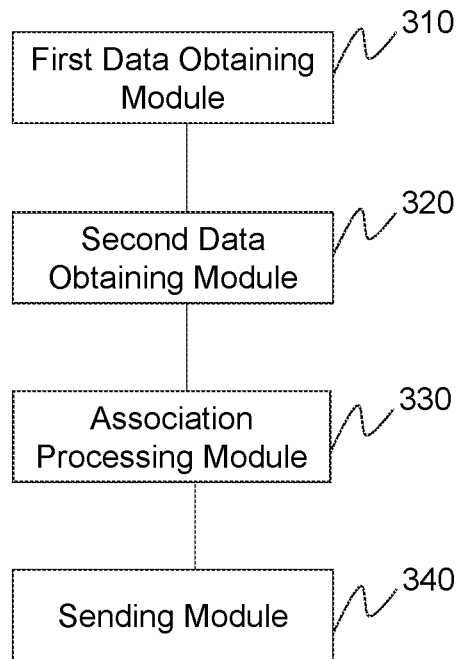 310
First Data Obtaining
Module
320
Second Data
Obtaining Module
330
Association
Processing Module
340
Sending Module